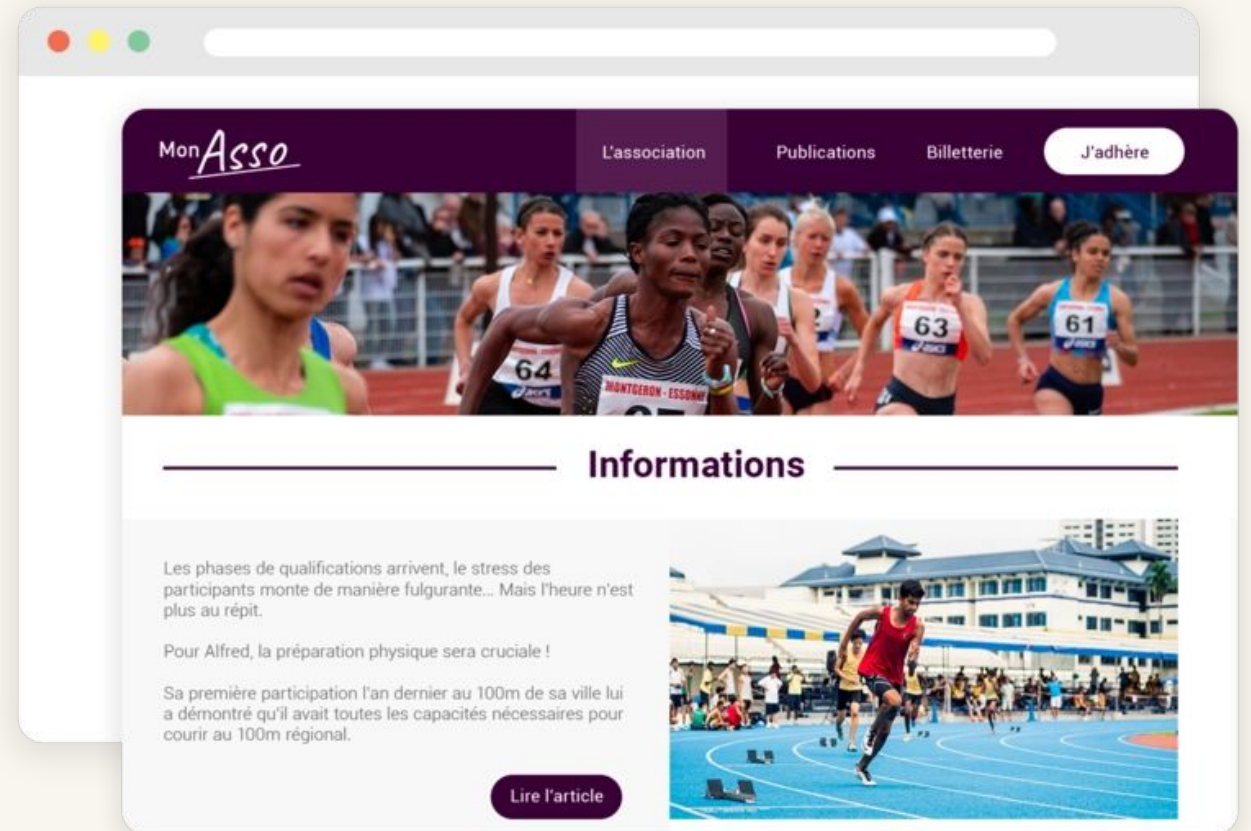 Mon Asso
L'association
Publications
Billetterie
J'adhère
64
MONTGERON - ESSONNE
63
asics
61
asics
Informations
Les phases de qualifications arrivent, le stress des
participants monte de manière fulgurante... Mais l'heure n'est
plus au répit.
Pour Alfred, la préparation physique sera cruciale !
Sa première participation l'an dernier au 100m de sa ville lui
a démontré qu'il avait toutes les capacités nécessaires pour
courir au 100m régional.
Lire l'article